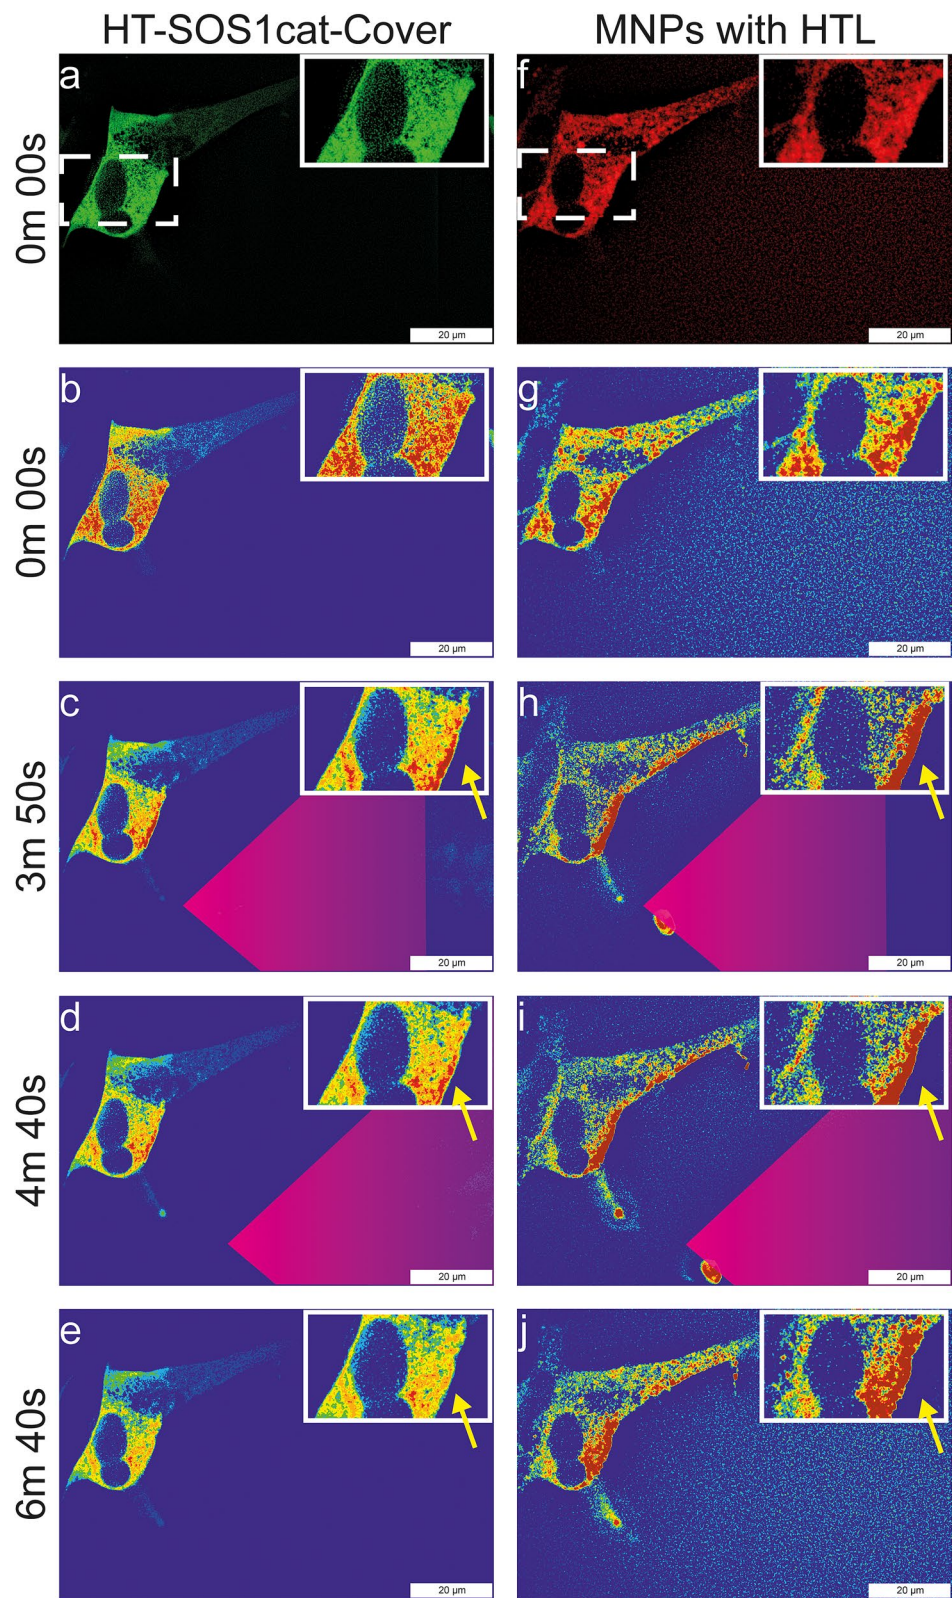 HT-SOS1cat-Cover MNPs with HTL
0m 00s
a
20 µm
f
20 µm
0m 00s
b
20 µm
g
20 µm
3m 50s
c
20 µm
h
20 µm
4m 40s
d
20 µm
i
20 µm
6m 40s
e
20 µm
j
20 µm